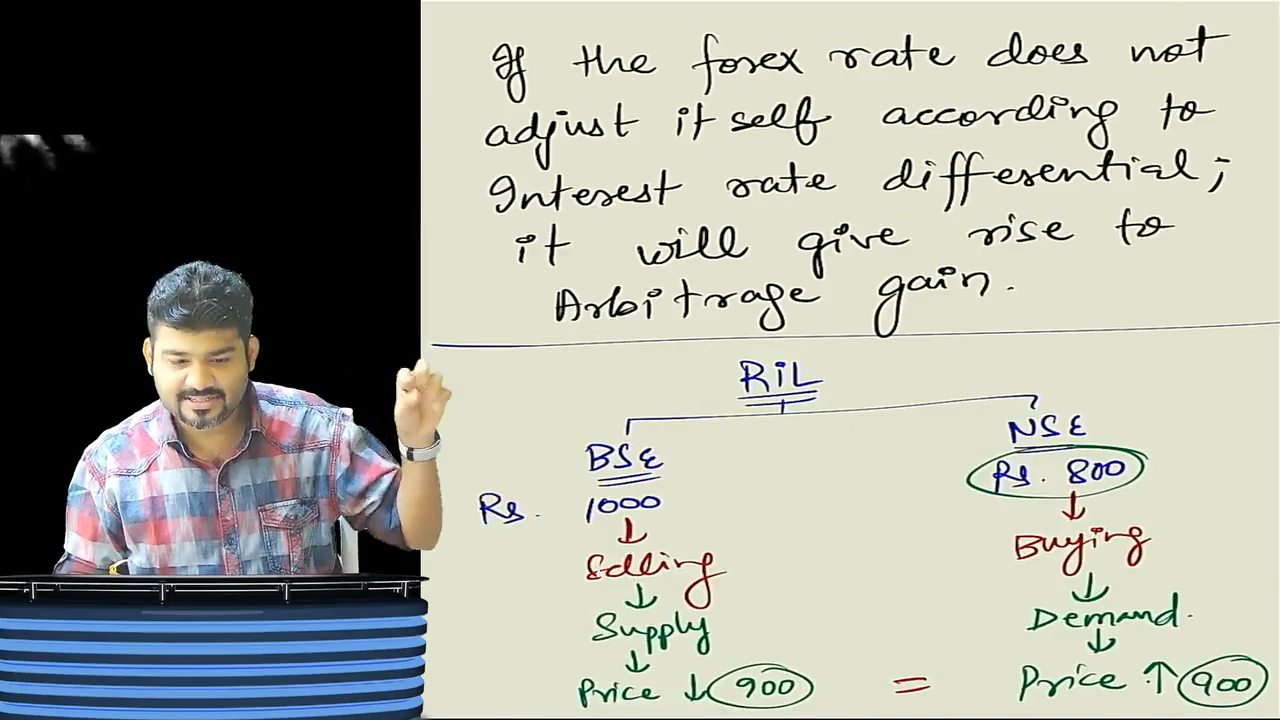 If the forex rate does not
adjust itself according to
Interest rate differential;
it will give rise to
Arbitrage gain.
RIL
BSE
NSE
Rs. 1000
Rs. 800
↓
↓
Selling
Buying
↓
↓
Supply
Demand.
↓
↓
Price ↓ 900 = Price ↑ 900